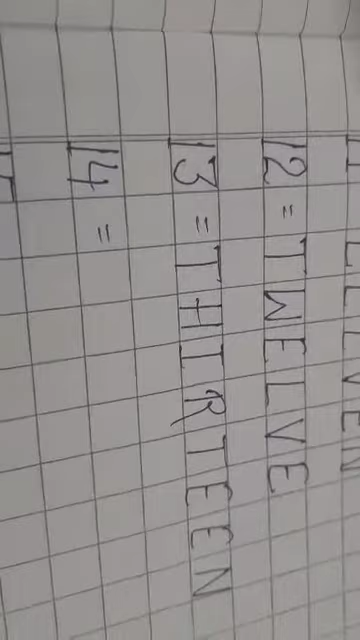 12 = TWELVE
13 = THIRTEEN
14 =